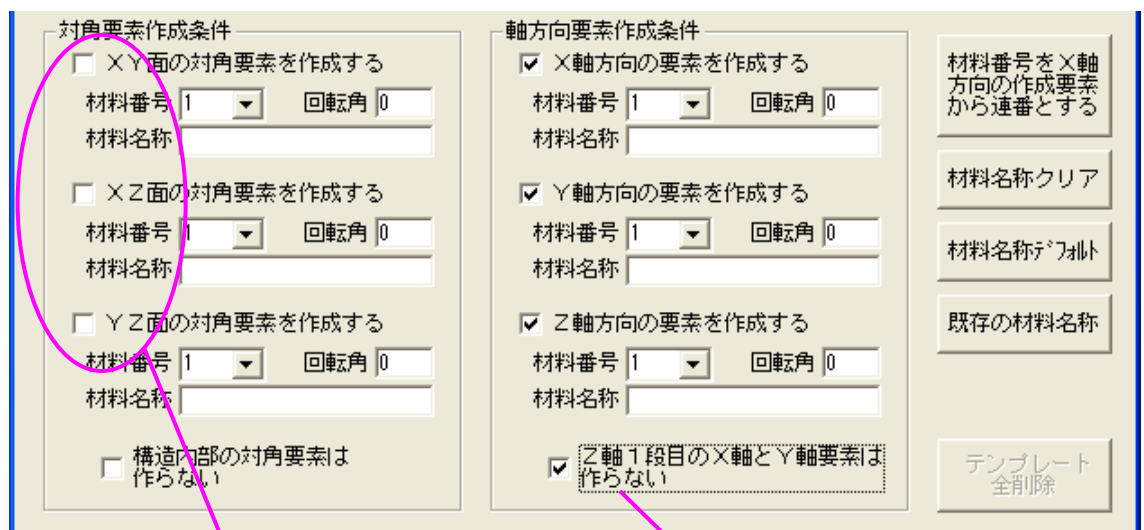 対角要素作成条件
XY面の対角要素を作成する
材料番号 1 回転角 0
材料名称
XZ面の対角要素を作成する
材料番号 1 回転角 0
材料名称
YZ面の対角要素を作成する
材料番号 1 回転角 0
材料名称
構造内部の対角要素は
作らない
軸方向要素作成条件
X軸方向の要素を作成する
材料番号 1 回転角 0
材料名称
Y軸方向の要素を作成する
材料番号 1 回転角 0
材料名称
Z軸方向の要素を作成する
材料番号 1 回転角 0
材料名称
Z軸1段目のX軸とY軸要素は
作らない
材料番号をX軸
方向の作成要素
から連番とする
材料名称クリア
材料名称デフォルト
既存の材料名称
テンプレート
全削除